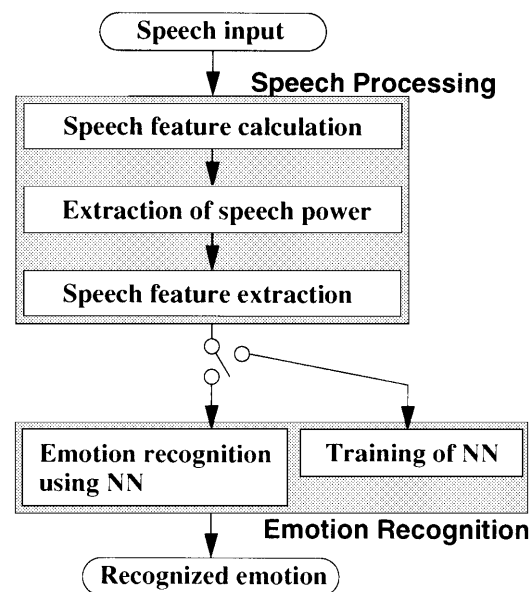 Speech input
Speech Processing
Speech feature calculation
Extraction of speech power
Speech feature extraction
Emotion recognition
using NN
Training of NN
Emotion Recognition
Recognized emotion